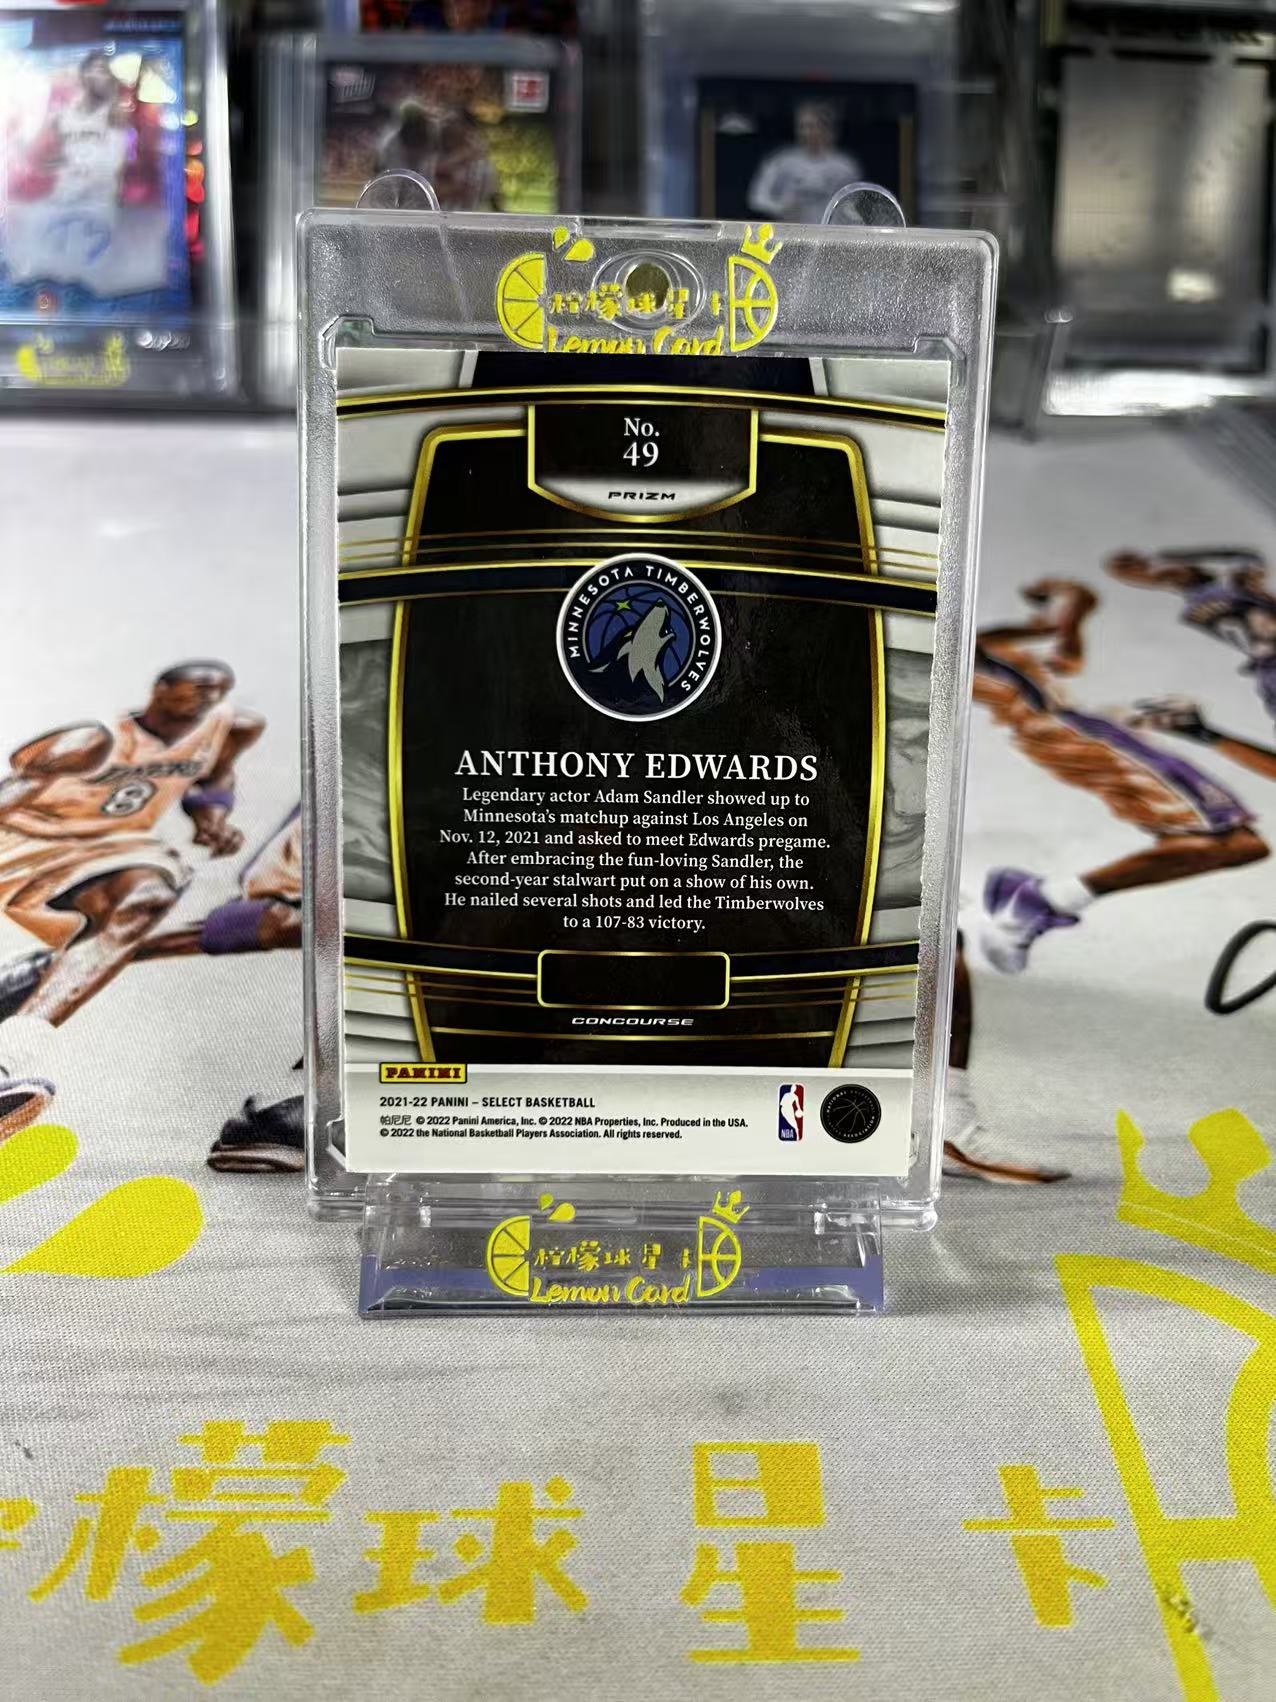 柠檬球星卡
Lemon Card
No.
49
PRIZM
MINNESOTA TIMBERWOLVES
ANTHONY EDWARDS
Legendary actor Adam Sandler showed up to
Minnesota's matchup against Los Angeles on
Nov. 12, 2021 and asked to meet Edwards pregame.
After embracing the fun-loving Sandler, the
second-year stalwart put on a show of his own.
He nailed several shots and led the Timberwolves
to a 107-83 victory.
CONCOURSE
PANINI
2021-22 PANINI – SELECT BASKETBALL
帕尼尼 © 2022 Panini America, Inc. © 2022 NBA Properties, Inc. Produced in the USA.
© 2022 the National Basketball Players Association. All rights reserved.
NBA
柠檬球星卡
Lemon Card
8
柠檬球星卡